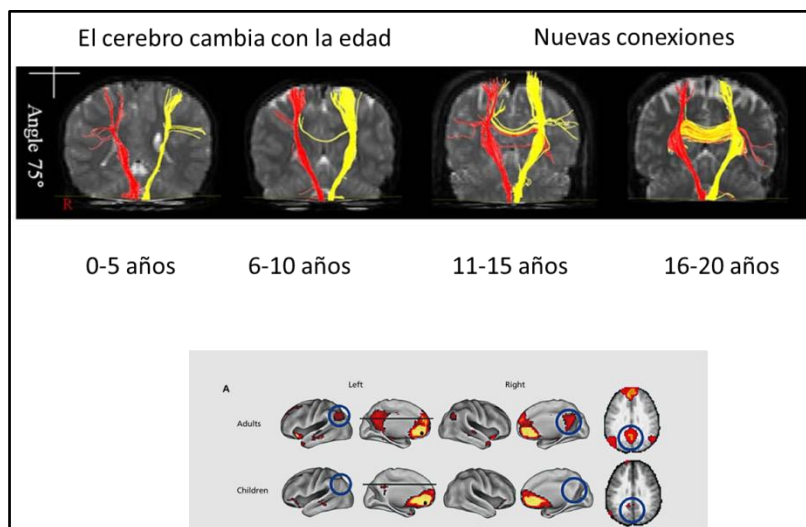 El cerebro cambia con la edad
Nuevas conexiones
Angle 75°
R
0-5 años
6-10 años
11-15 años
16-20 años
A
Left
Right
Adults
Children